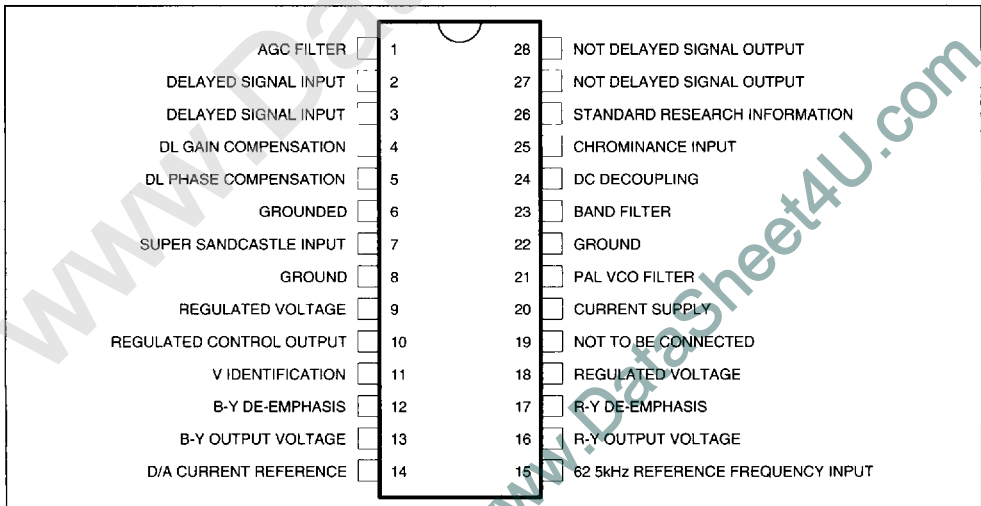 AGC FILTER 1 28 NOT DELAYED SIGNAL OUTPUT
DELAYED SIGNAL INPUT 2 27 NOT DELAYED SIGNAL OUTPUT
DELAYED SIGNAL INPUT 3 26 STANDARD RESEARCH INFORMATION
DL GAIN COMPENSATION 4 25 CHROMINANCE INPUT
DL PHASE COMPENSATION 5 24 DC DECOUPLING
GROUNDED 6 23 BAND FILTER
SUPER SANDCASTLE INPUT 7 22 GROUND
GROUND 8 21 PAL VCO FILTER
REGULATED VOLTAGE 9 20 CURRENT SUPPLY
REGULATED CONTROL OUTPUT 10 19 NOT TO BE CONNECTED
V IDENTIFICATION 11 18 REGULATED VOLTAGE
B-Y DE-EMPHASIS 12 17 R-Y DE-EMPHASIS
B-Y OUTPUT VOLTAGE 13 16 R-Y OUTPUT VOLTAGE
D/A CURRENT REFERENCE 14 15 62 5kHz REFERENCE FREQUENCY INPUT
www.DataSheet4U.com
www.Da